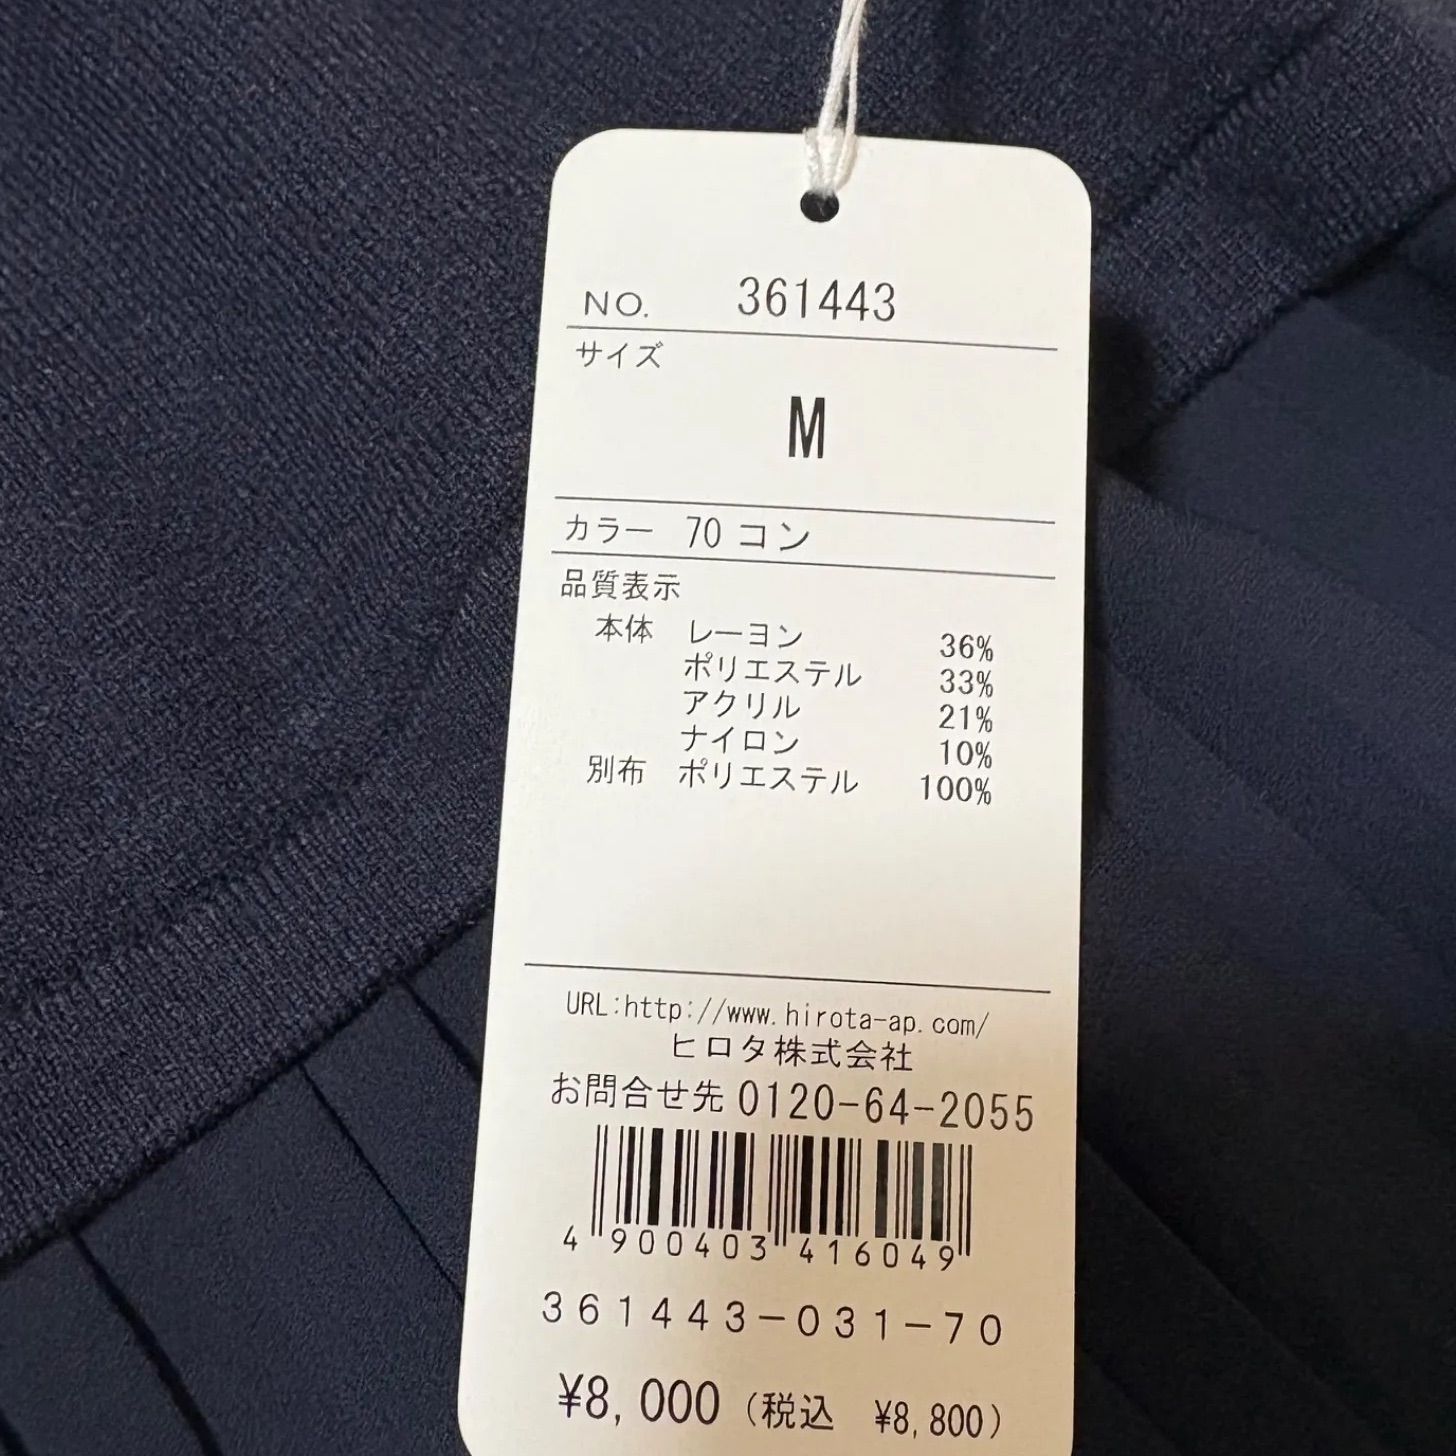 NO. 361443
サイズ
M
カラー 70 コン
品質表示
本体 レーヨン 36%
ポリエステル 33%
アクリル 21%
ナイロン 10%
別布 ポリエステル 100%
URL:http://www.hirota-ap.com/
ヒロタ株式会社
お問合せ先 0120-64-2055
4 900403 416049
361443-031-70
¥8,000 (税込 ¥8,800)